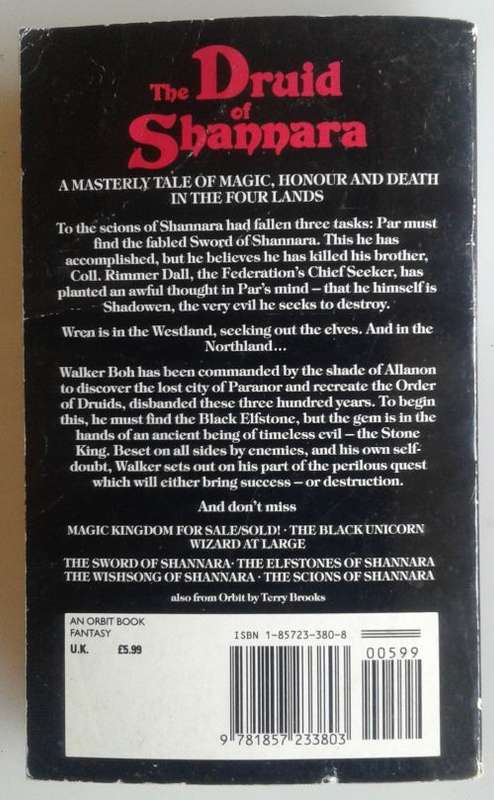 The Druid
of
Shannara
A MASTERLY TALE OF MAGIC, HONOUR AND DEATH
IN THE FOUR LANDS
To the scions of Shannara had fallen three tasks: Par must
find the fabled Sword of Shannara. This he has
accomplished, but he believes he has killed his brother,
Coll. Rimmer Dall, the Federation's Chief Seeker, has
planted an awful thought in Par's mind – that he himself is
Shadowen, the very evil he seeks to destroy.
Wren is in the Westland, seeking out the elves. And in the
Northland...
Walker Boh has been commanded by the shade of Allanon
to discover the lost city of Paranor and recreate the Order
of Druids, disbanded these three hundred years. To begin
this, he must find the Black Elfstone, but the gem is in the
hands of an ancient being of timeless evil – the Stone
King. Beset on all sides by enemies, and his own self-
doubt, Walker sets out on his part of the perilous quest
which will either bring success – or destruction.
And don't miss
MAGIC KINGDOM FOR SALE/SOLD! · THE BLACK UNICORN
WIZARD AT LARGE
THE SWORD OF SHANNARA · THE ELFSTONES OF SHANNARA
THE WISHSONG OF SHANNARA · THE SCIONS OF SHANNARA
also from Orbit by Terry Brooks
AN ORBIT BOOK
FANTASY
U.K. £5.99
ISBN 1-85723-380-8
00599
9 781857 233803